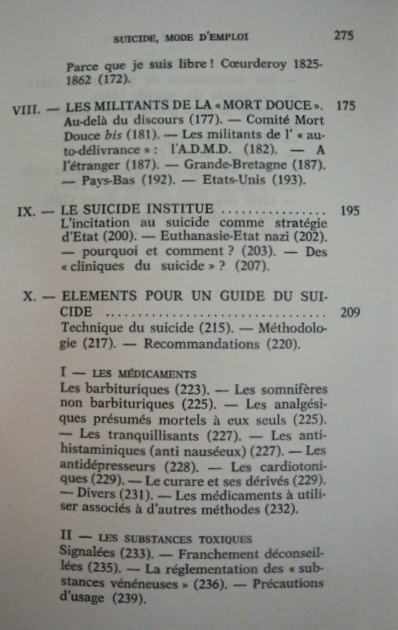 SUICIDE, MODE D'EMPLOI 275
Parce que je suis libre ! Cœurderoy 1825-
1862 (172).
VIII. — LES MILITANTS DE LA « MORT DOUCE ». 175
Au-delà du discours (177). — Comité Mort
Douce bis (181). — Les militants de l' « au-
to-délivrance » : l'A.D.M.D. (182). — A
l'étranger (187). — Grande-Bretagne (187).
— Pays-Bas (192). — Etats-Unis (193).
IX. — LE SUICIDE INSTITUE ................ 195
L'incitation au suicide comme stratégie
d'Etat (200). — Euthanasie-Etat nazi (202).
— pourquoi et comment ? (203). — Des
« cliniques du suicide » ? (207).
X. — ELEMENTS POUR UN GUIDE DU SUI-
CIDE ................................ 209
Technique du suicide (215). — Méthodolo-
gie (217). — Recommandations (220).
I — LES MÉDICAMENTS
Les barbituriques (223). — Les somnifères
non barbituriques (225). — Les analgési-
ques présumés mortels à eux seuls (225).
— Les tranquillisants (227). — Les anti-
histaminiques (anti nauséeux) (227). — Les
antidépresseurs (228). — Les cardiotoni-
ques (229). — Le curare et ses dérivés (229).
— Divers (231). — Les médicaments à utili-
ser associés à d'autres méthodes (232).
II — LES SUBSTANCES TOXIQUES
Signalées (233). — Franchement déconseil-
lées (235). — La réglementation des « sub-
stances vénéneuses » (236). — Précautions
d'usage (239).